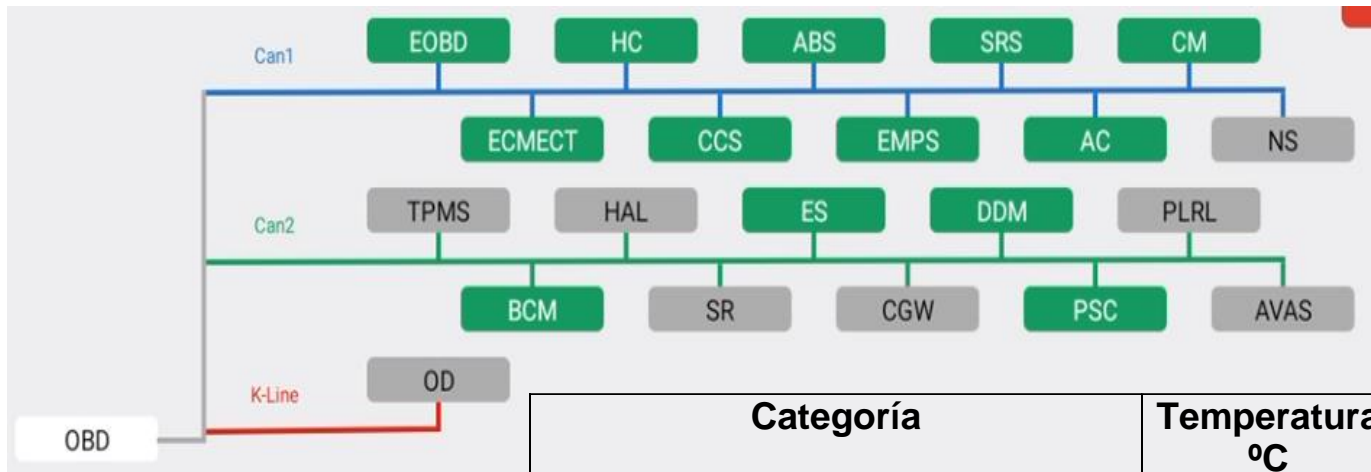 EOBD HC ABS SRS CM
Can1
ECMECT CCS EMPS AC NS
TPMS HAL ES DDM PLRL
Can2
BCM SR CGW PSC AVAS
OD
K-Line
OBD
Categoría Temperatura
ºC